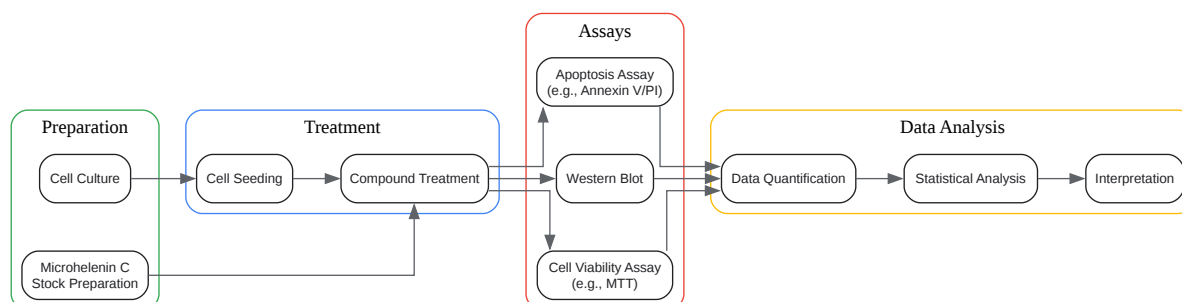 Preparation
Cell Culture
Microhelenin C
Stock Preparation
Treatment
Cell Seeding
Compound Treatment
Assays
Apoptosis Assay
(e.g., Annexin V/PI)
Western Blot
Cell Viability Assay
(e.g., MTT)
Data Analysis
Data Quantification
Statistical Analysis
Interpretation